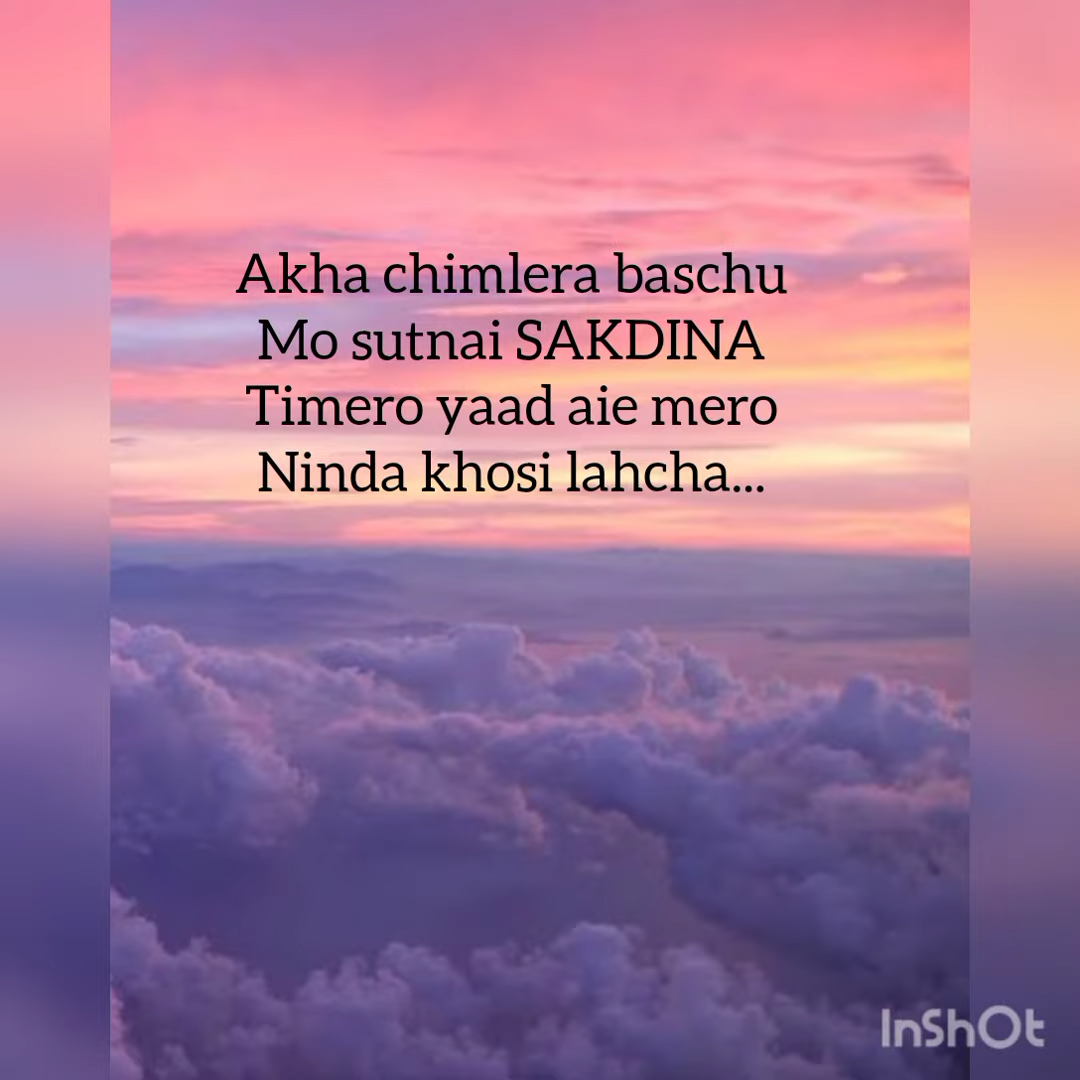 Akha chimlera baschu
Mo sutnai SAKDINA
Timero yaad aie mero
Ninda khosi lahcha...
InShOt